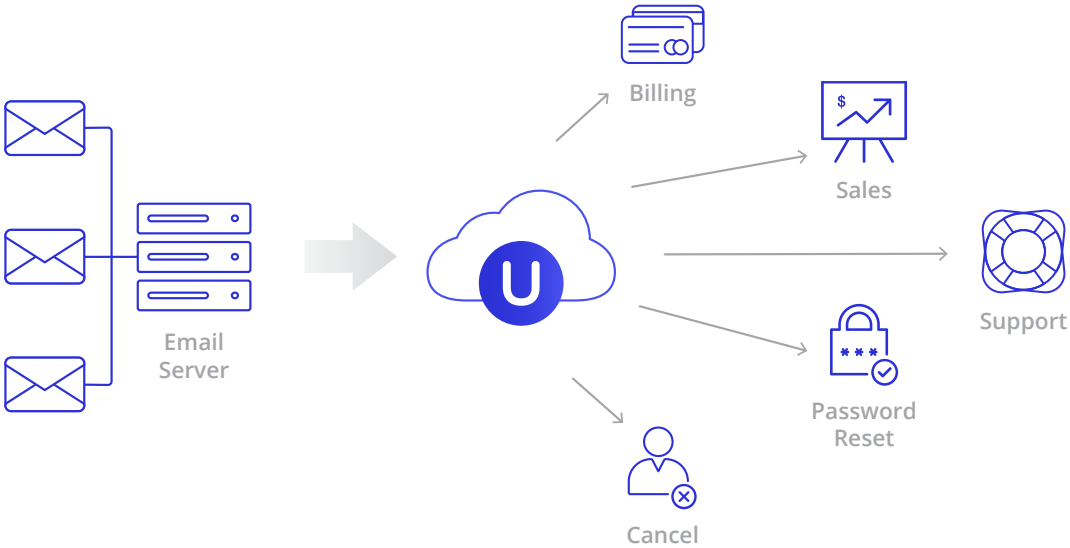 Billing
$
Sales
Support
Email
Server
U
***
Password
Reset
Cancel